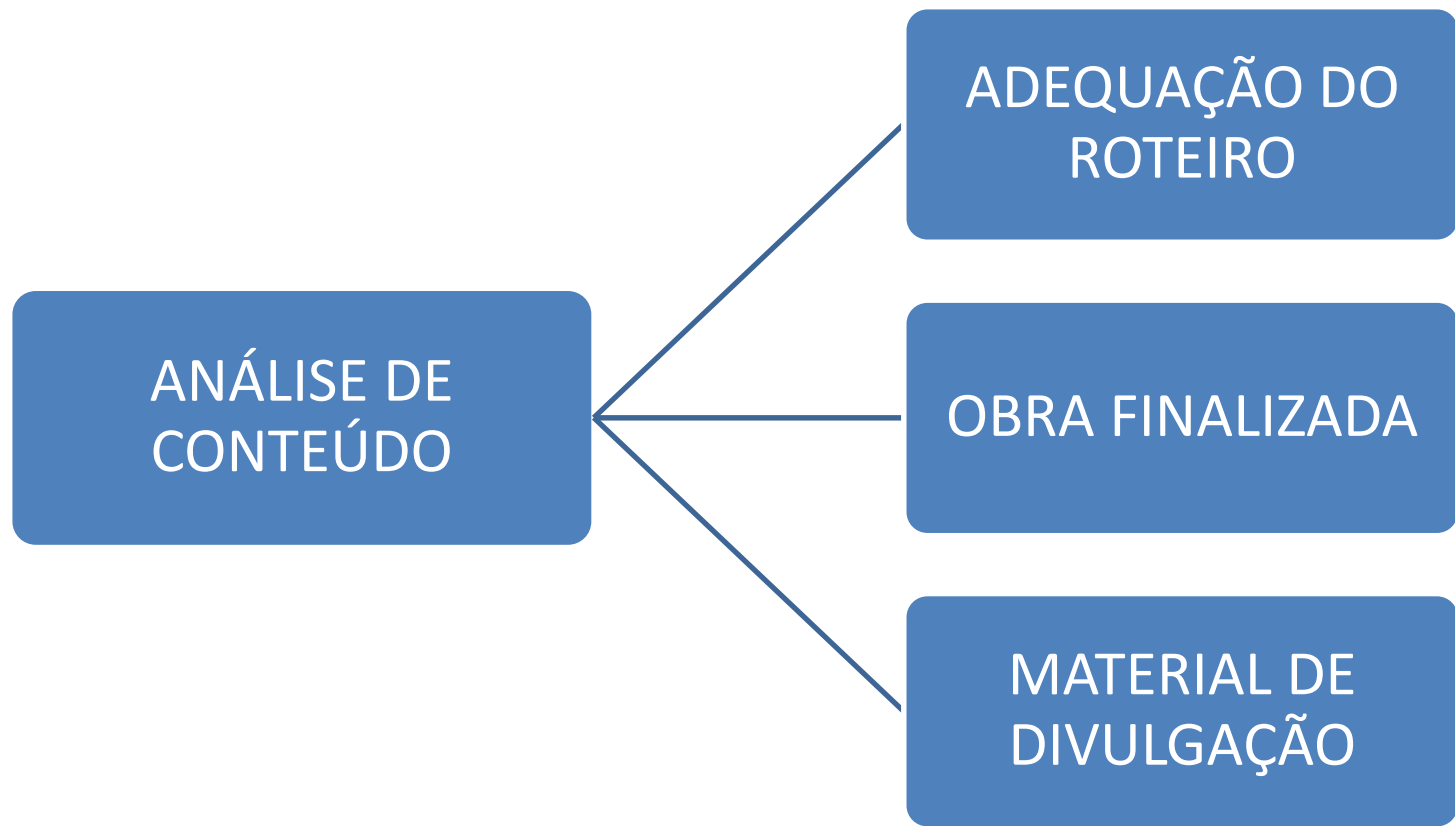 ANÁLISE DE
CONTEÚDO
ADEQUAÇÃO DO
ROTEIRO
OBRA FINALIZADA
MATERIAL DE
DIVULGAÇÃO